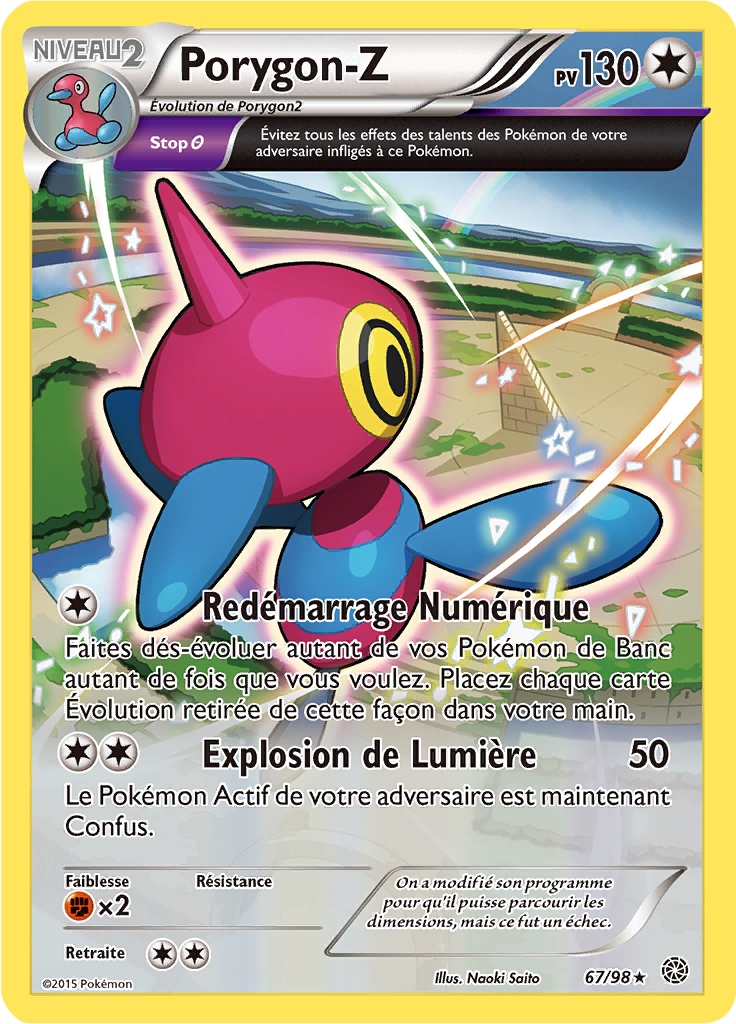 NIVEAU2
Porygon-Z
PV130
Évolution de Porygon2
Stop θ
Évitez tous les effets des talents des Pokémon de votre
adversaire infligés à ce Pokémon.
Redémarrage Numérique
Faites dés-évoluer autant de vos Pokémon de Banc
autant de fois que vous voulez. Placez chaque carte
Évolution retirée de cette façon dans votre main.
Explosion de Lumière 50
Le Pokémon Actif de votre adversaire est maintenant
Confus.
Faiblesse Résistance
×2
On a modifié son programme
pour qu'il puisse parcourir les
dimensions, mais ce fut un échec.
Retraite
©2015 Pokémon
Illus. Naoki Saito
67/98★